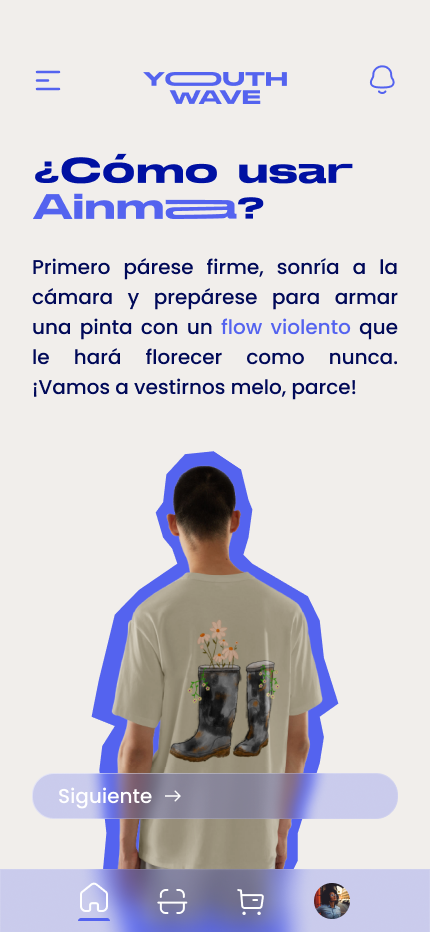 YOUTH
WAVE
¿Cómo usar
Ainmaa?
Primero párese firme, sonría a la
cámara y prepárese para armar
una pinta con un flow violento que
le hará florecer como nunca.
¡Vamos a vestirnos melo, parce!
Siguiente →